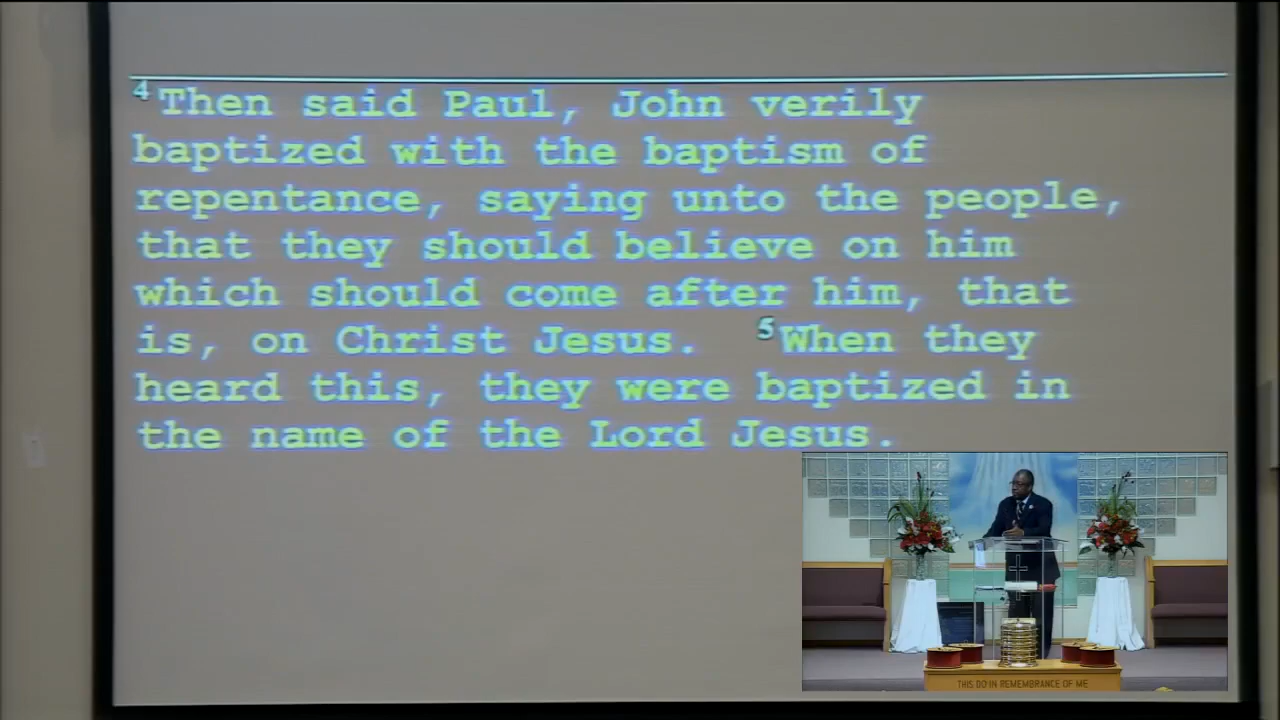 4 Then said Paul, John verily
baptized with the baptism of
repentance, saying unto the people,
that they should believe on him
which should come after him, that
is, on Christ Jesus. 5 When they
heard this, they were baptized in
the name of the Lord Jesus.
THIS DO IN REMEMBRANCE OF ME